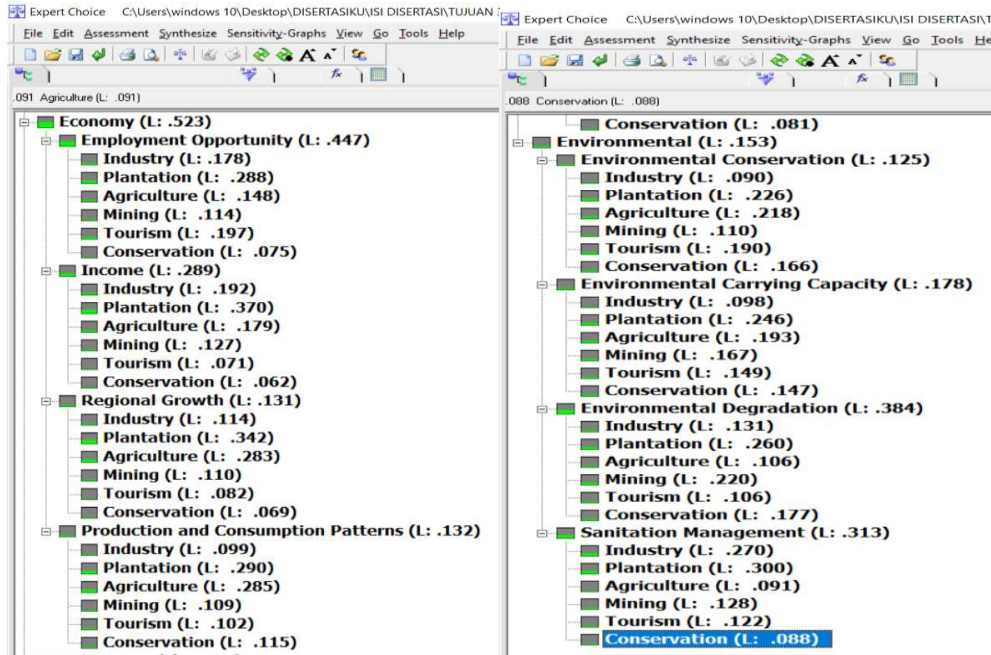 Expert Choice C:\Users\windows 10\Desktop\DISERTASIKU\ISI DISERTASI\TUJUAN
File Edit Assessment Synthesize Sensitivity-Graphs View Go Tools Help
.091 Agriculture (L: .091)
Economy (L: .523)
Employment Opportunity (L: .447)
Industry (L: .178)
Plantation (L: .288)
Agriculture (L: .148)
Mining (L: .114)
Tourism (L: .197)
Conservation (L: .075)
Income (L: .289)
Industry (L: .192)
Plantation (L: .370)
Agriculture (L: .179)
Mining (L: .127)
Tourism (L: .071)
Conservation (L: .062)
Regional Growth (L: .131)
Industry (L: .114)
Plantation (L: .342)
Agriculture (L: .283)
Mining (L: .110)
Tourism (L: .082)
Conservation (L: .069)
Production and Consumption Patterns (L: .132)
Industry (L: .099)
Plantation (L: .290)
Agriculture (L: .285)
Mining (L: .109)
Tourism (L: .102)
Conservation (L: .115)
Expert Choice C:\Users\windows 10\Desktop\DISERTASIKU\ISI DISERTASI\T
File Edit Assessment Synthesize Sensitivity-Graphs View Go Tools He
.088 Conservation (L: .088)
Conservation (L: .081)
Environmental (L: .153)
Environmental Conservation (L: .125)
Industry (L: .090)
Plantation (L: .226)
Agriculture (L: .218)
Mining (L: .110)
Tourism (L: .190)
Conservation (L: .166)
Environmental Carrying Capacity (L: .178)
Industry (L: .098)
Plantation (L: .246)
Agriculture (L: .193)
Mining (L: .167)
Tourism (L: .149)
Conservation (L: .147)
Environmental Degradation (L: .384)
Industry (L: .131)
Plantation (L: .260)
Agriculture (L: .106)
Mining (L: .220)
Tourism (L: .106)
Conservation (L: .177)
Sanitation Management (L: .313)
Industry (L: .270)
Plantation (L: .300)
Agriculture (L: .091)
Mining (L: .128)
Tourism (L: .122)
Conservation (L: .088)